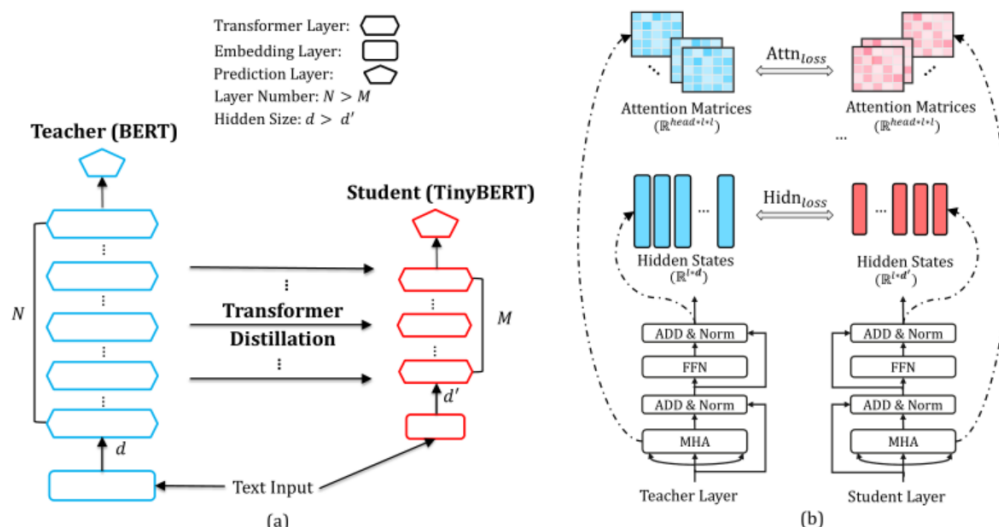 Transformer Layer:
Embedding Layer:
Prediction Layer:
Layer Number: N > M
Hidden Size: d > d′
Teacher (BERT)
Student (TinyBERT)
N
⋮
⋮
⋮
⋮
⋮
Transformer
Distillation
⋮
⋮
⋮
M
d
d′
Text Input
(a)
Attn_loss
Attention Matrices
(ℝ^{head*l*l})
Attention Matrices
(ℝ^{head*l*l})
...
Hidn_loss
...
...
Hidden States
(ℝ^{l*d})
Hidden States
(ℝ^{l*d′})
ADD & Norm
FFN
ADD & Norm
MHA
Teacher Layer
ADD & Norm
FFN
ADD & Norm
MHA
Student Layer
(b)